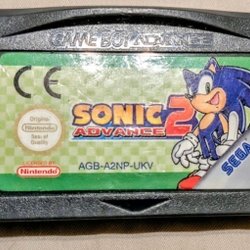 GAME BOY ADVANCE
CE
Original
Nintendo
Seal of Quality
SONIC
ADVANCE 2
SEGA
LICENSED BY
Nintendo
AGB-A2NP-UKV